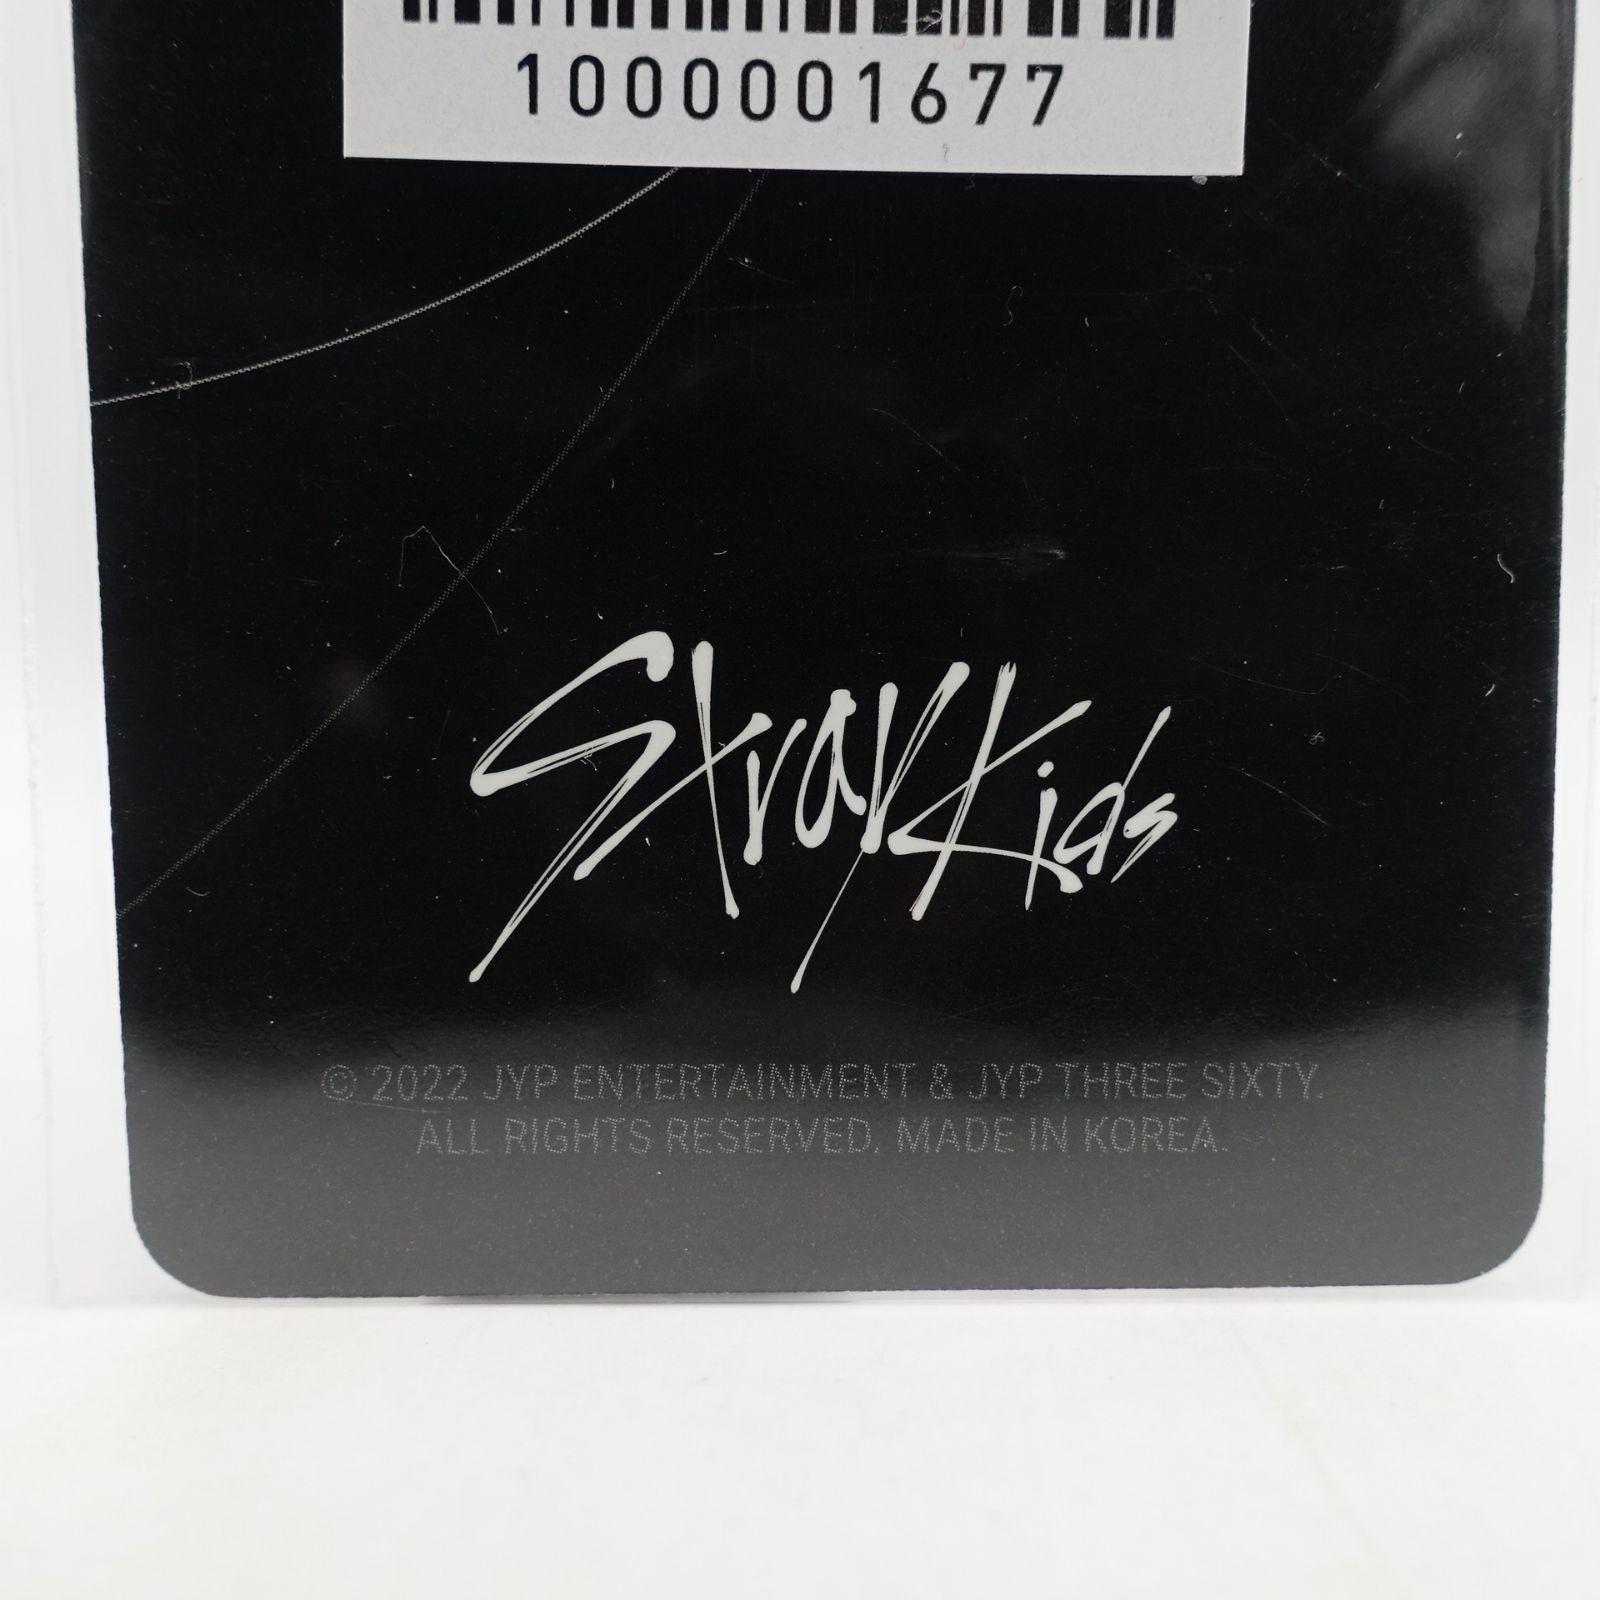 1000001677
Stray Kids
© 2022 JYP ENTERTAINMENT & JYP THREE SIXTY.
ALL RIGHTS RESERVED. MADE IN KOREA.